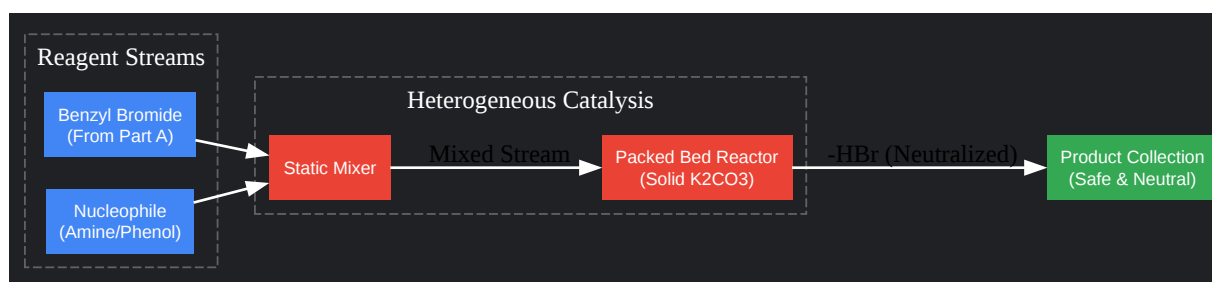 Reagent Streams
Benzyl Bromide
(From Part A)
Nucleophile
(Amine/Phenol)
Heterogeneous Catalysis
Static Mixer
Mixed Stream
Packed Bed Reactor
(Solid K2CO3)
-HBr (Neutralized)
Product Collection
(Safe & Neutral)